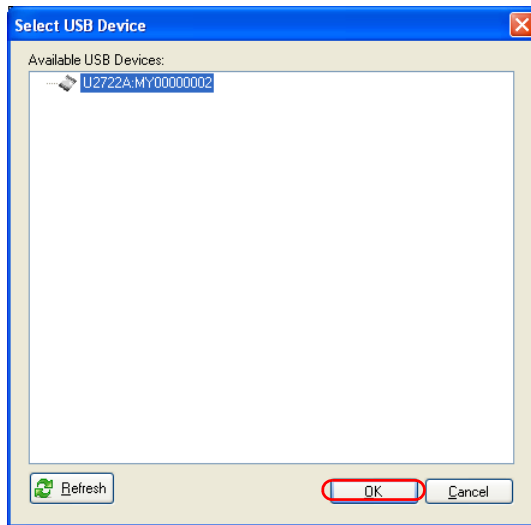 Select USB Device
Available USB Devices:
U2722A:MY00000002
Refresh
OK
Cancel